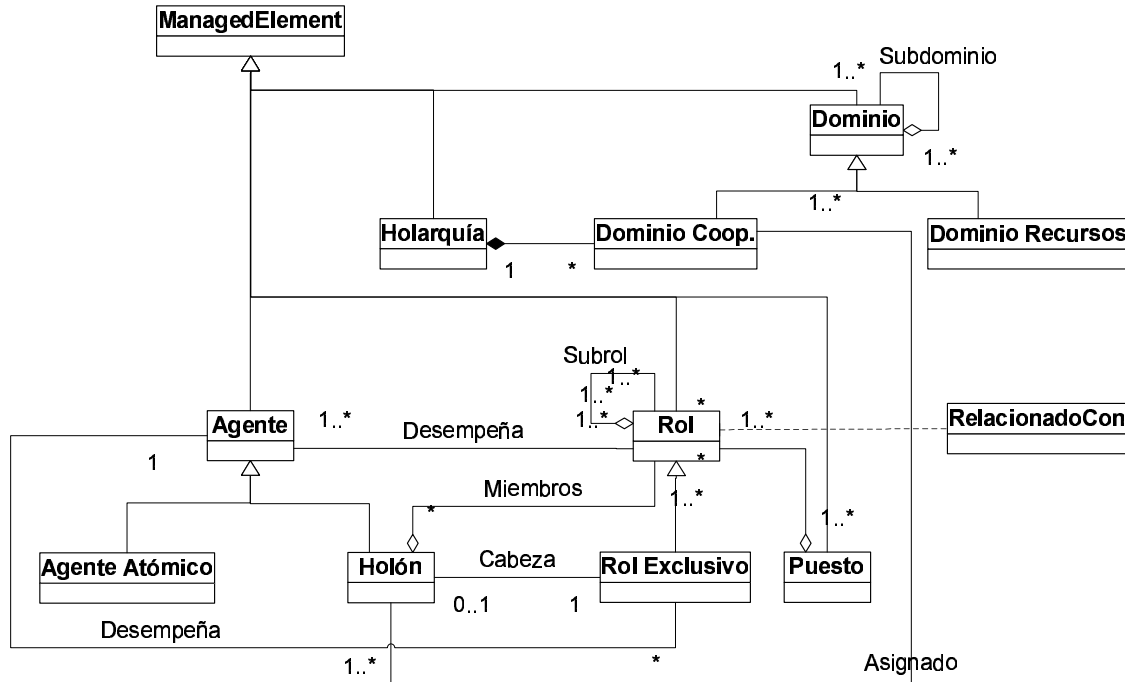 ManagedElement
Subdominio
1..*
Dominio
1..*
1..*
Holarquía
Dominio Coop.
Dominio Recursos
1
*
Subrol
1..*
1..*
*
Agente
1..*
1..*
Rol
1..*
RelacionadoCon
Desempeña
1
*
Miembros
1..*
*
1..*
Agente Atómico
Holón
Cabeza
Rol Exclusivo
Puesto
0..1
1
Desempeña
1..*
*
Asignado